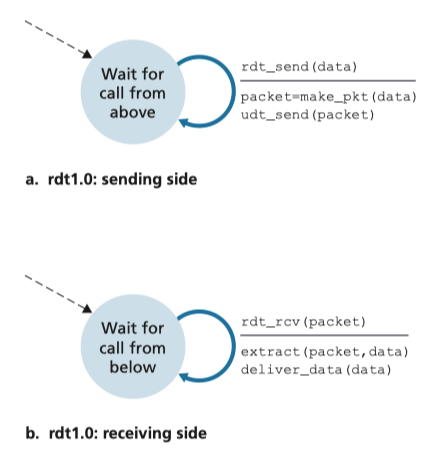 Wait for
call from
above
rdt_send(data)
packet=make_pkt(data)
udt_send(packet)
a. rdt1.0: sending side
Wait for
call from
below
rdt_rcv(packet)
extract(packet,data)
deliver_data(data)
b. rdt1.0: receiving side